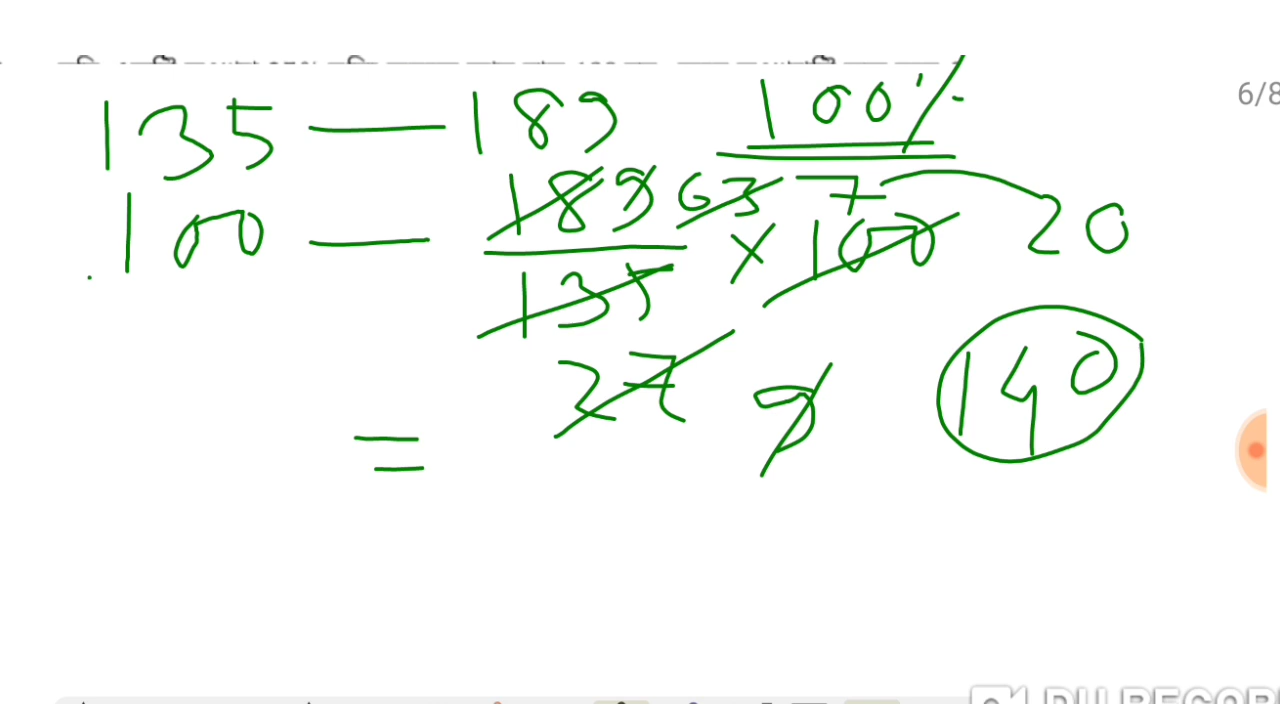 135 — 189 100%
100 — 189 63 7
135 × 100 20
27 9 140
=
6/8